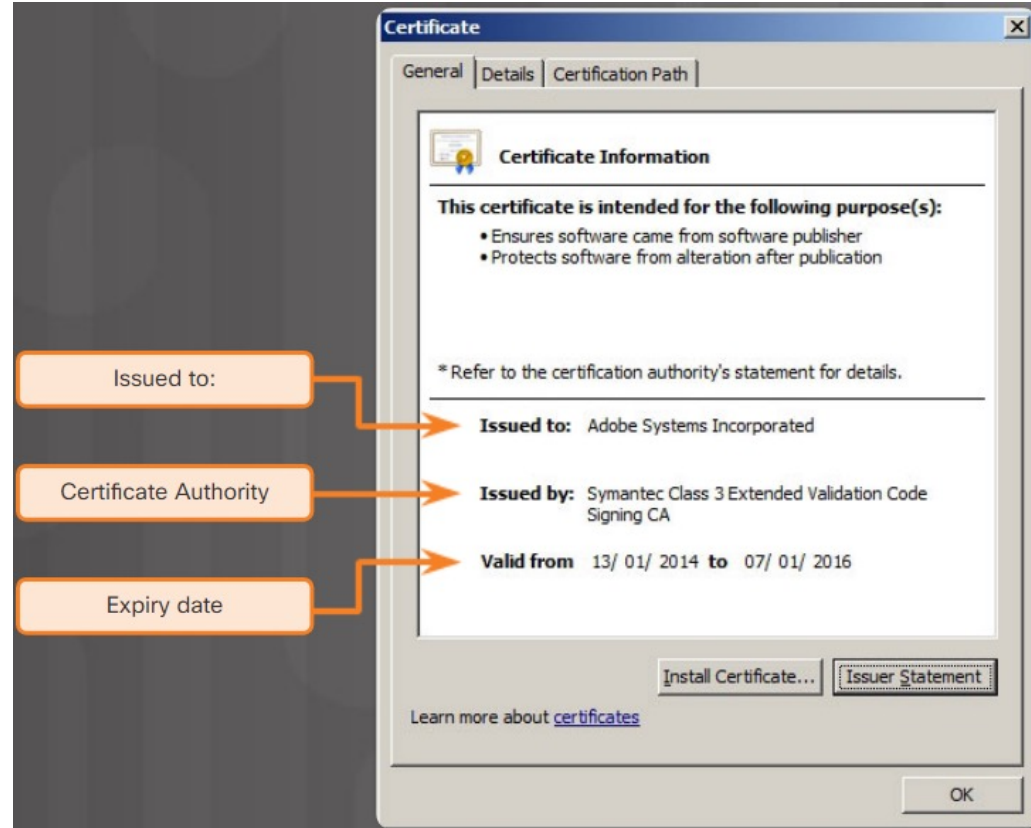 Certificate
General Details Certification Path
Certificate Information
This certificate is intended for the following purpose(s):
• Ensures software came from software publisher
• Protects software from alteration after publication
* Refer to the certification authority's statement for details.
Issued to:
Issued to: Adobe Systems Incorporated
Certificate Authority
Issued by: Symantec Class 3 Extended Validation Code
Signing CA
Valid from 13/ 01/ 2014 to 07/ 01/ 2016
Expiry date
Install Certificate... Issuer Statement
Learn more about certificates
OK